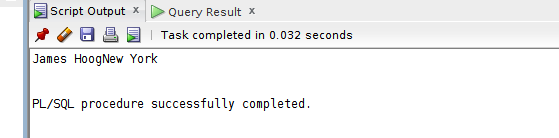 Script Output x Query Result x
Task completed in 0.032 seconds
James HoogNew York
PL/SQL procedure successfully completed.